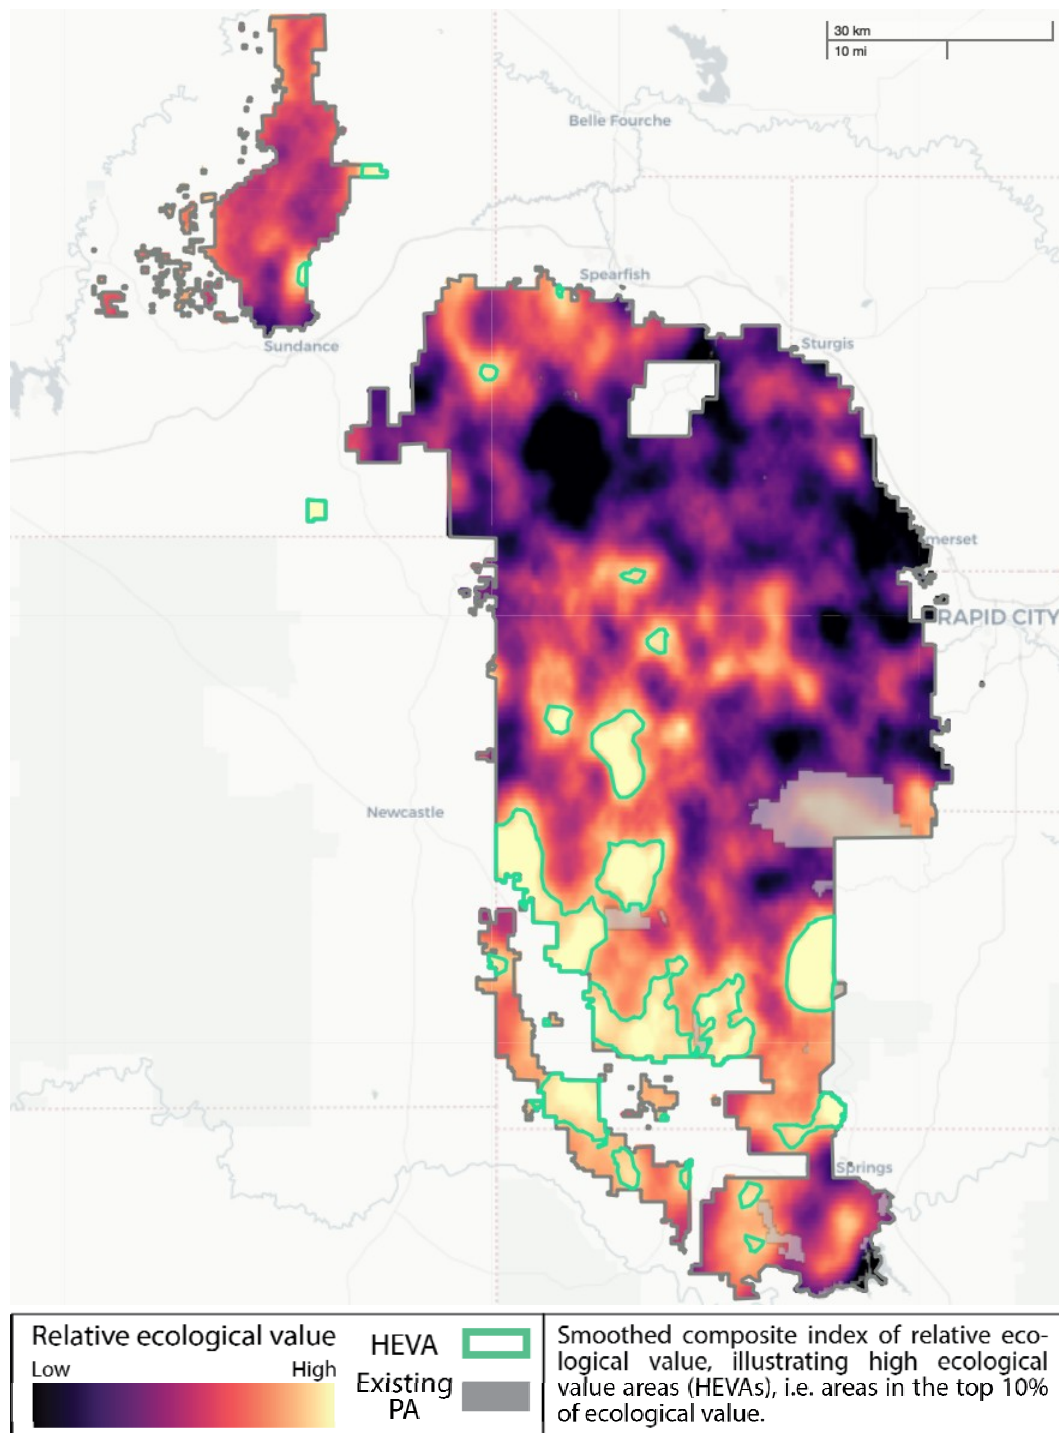 30 km
10 mi
Belle Fourche
Spearfish
Sundance
Sturgis
merset
RAPID CITY
Newcastle
Springs
Relative ecological value
Low
High
HEVA
Existing
PA
Smoothed composite index of relative eco-
logical value, illustrating high ecological
value areas (HEVAs), i.e. areas in the top 10%
of ecological value.